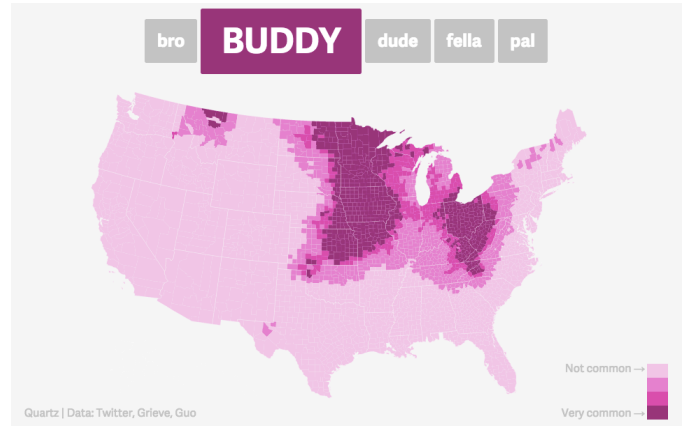 bro BUDDY dude fella pal
Not common →
Very common →
Quartz | Data: Twitter, Grieve, Guo